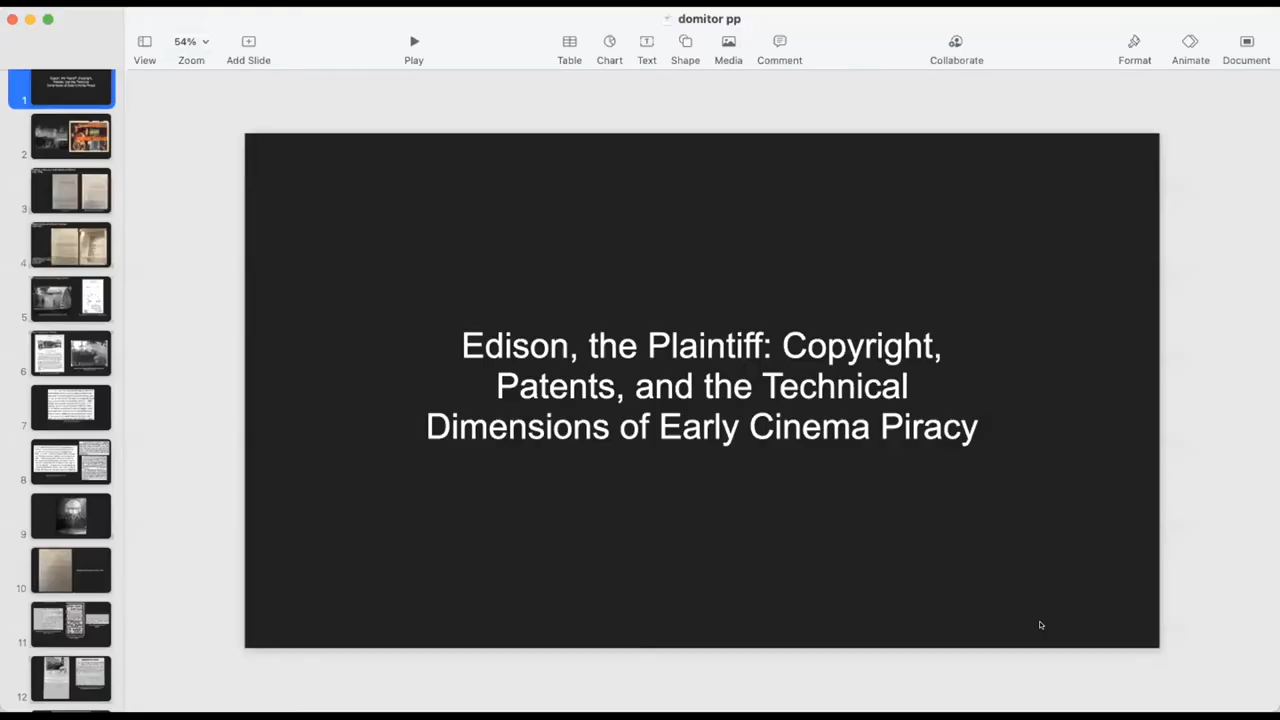 domitor pp
54%
View
Zoom
Add Slide
Play
Table
Chart
Text
Shape
Media
Comment
Collaborate
Format
Animate
Document
1
2
3
4
5
6
7
8
9
10
11
12
Edison, the Plaintiff: Copyright,
Patents, and the Technical
Dimensions of Early Cinema Piracy